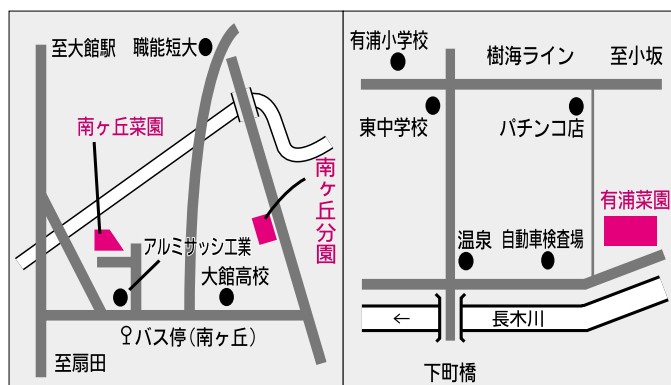 至大館駅
職能短大
南ヶ丘菜園
南ヶ丘分園
アルミサッシ工業
大館高校
バス停(南ヶ丘)
至扇田
有浦小学校
樹海ライン
至小坂
東中学校
パチンコ店
有浦菜園
温泉
自動車検査場
←
長木川
下町橋